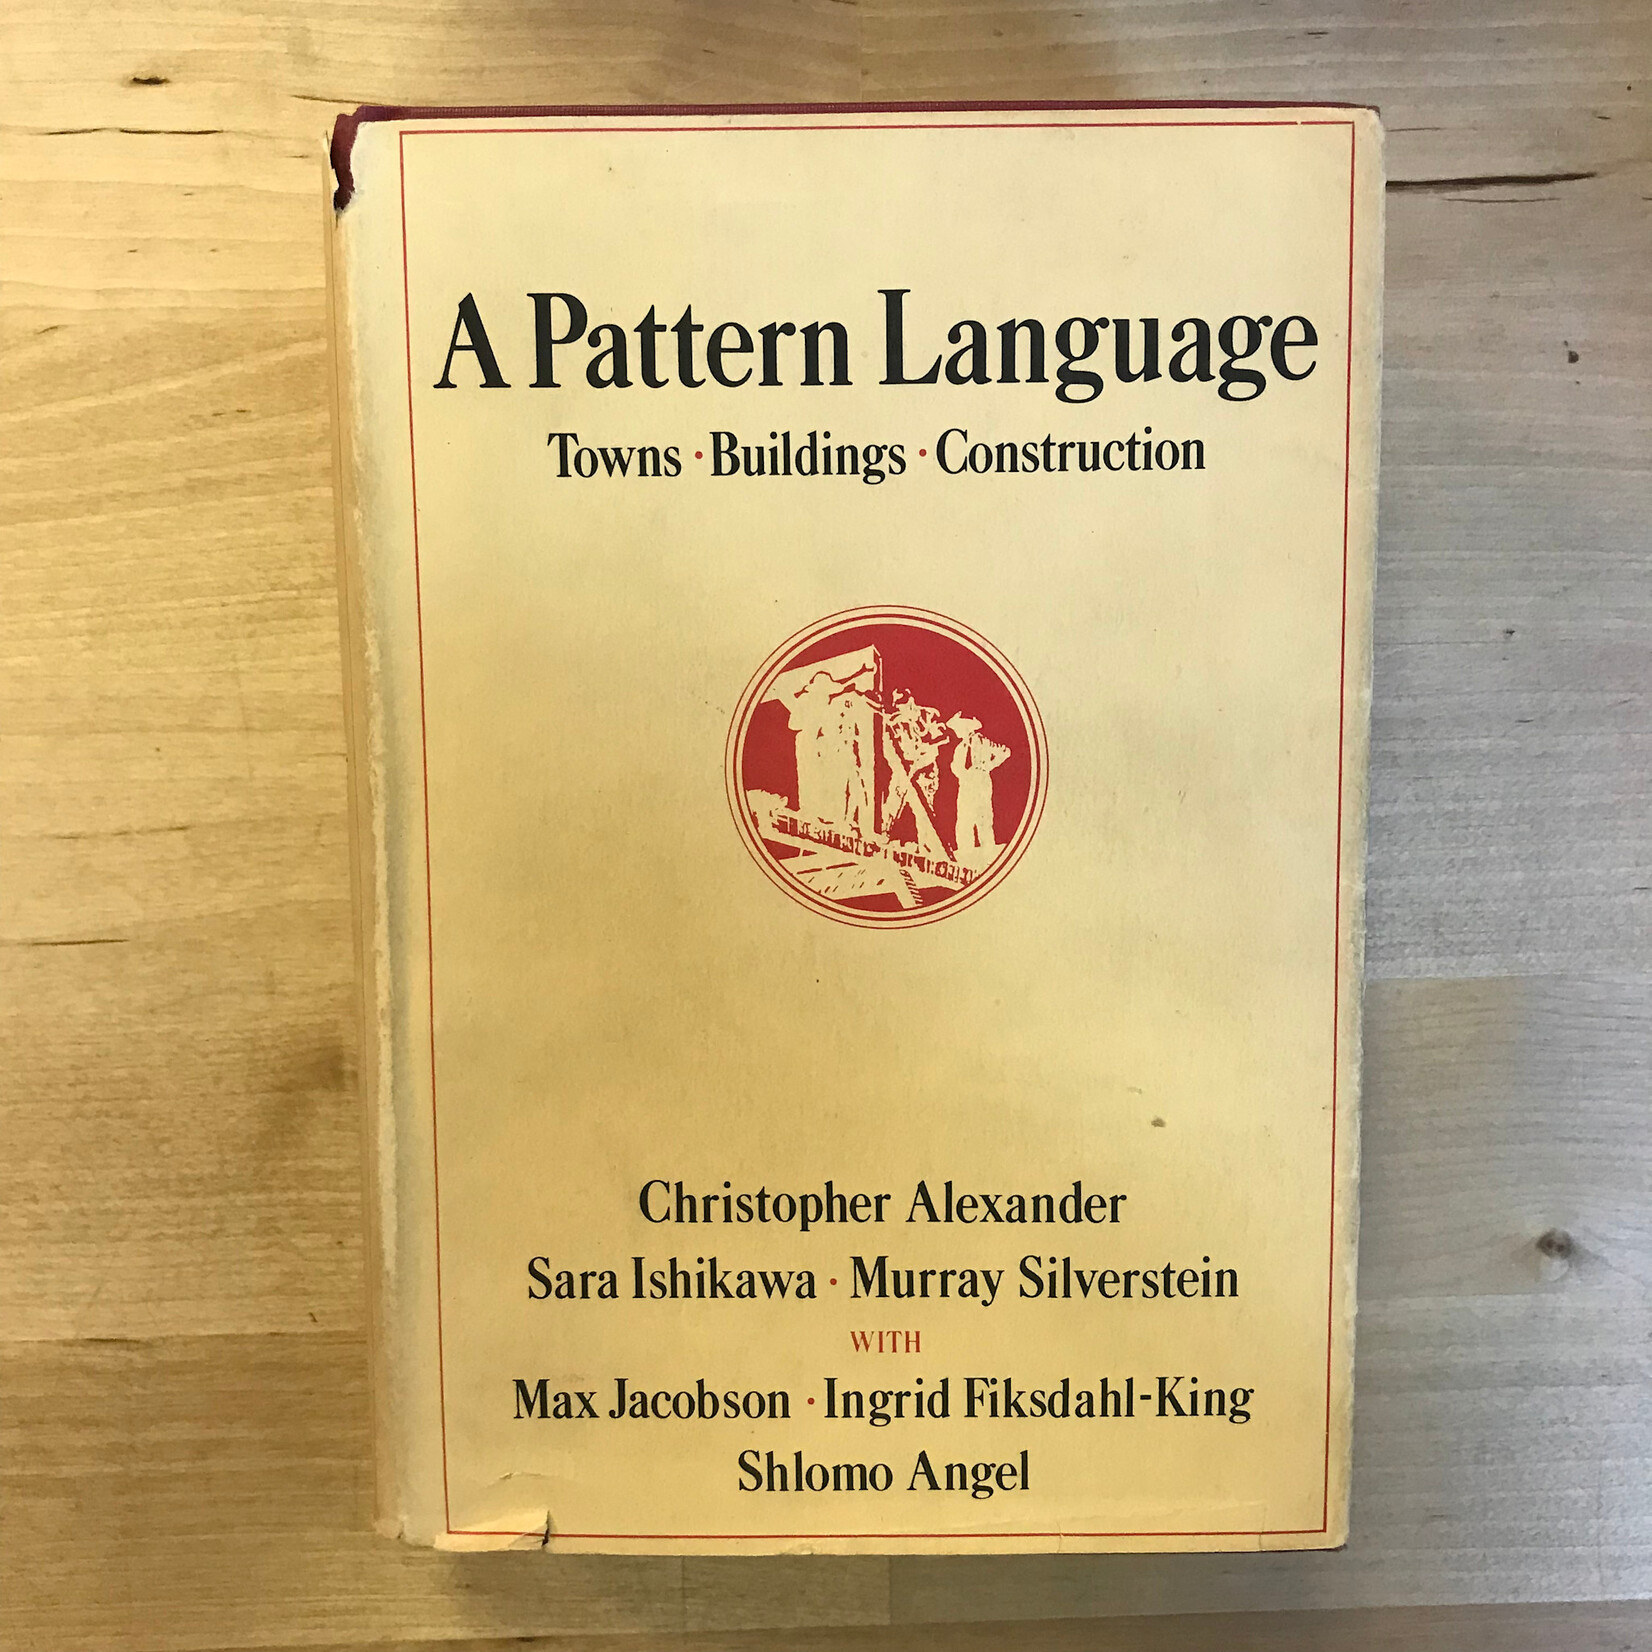 A Pattern Language
Towns · Buildings · Construction
Christopher Alexander
Sara Ishikawa · Murray Silverstein
WITH
Max Jacobson · Ingrid Fiksdahl-King
Shlomo Angel